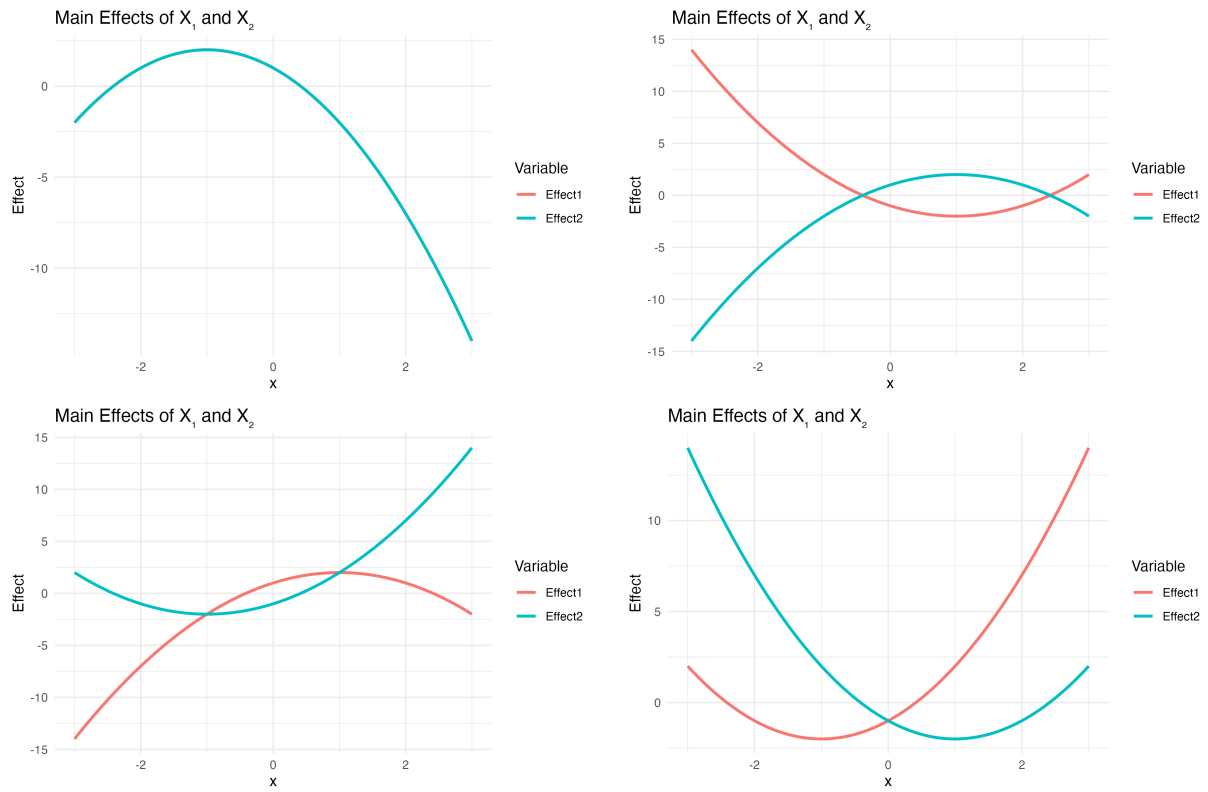 Main Effects of X₁ and X₂
0
-5
-10
Effect
-2
0
2
x
Variable
Effect1
Effect2
Main Effects of X₁ and X₂
15
10
5
0
-5
-10
-15
Effect
-2
0
2
x
Variable
Effect1
Effect2
Main Effects of X₁ and X₂
15
10
5
0
-5
-10
-15
Effect
-2
0
2
x
Variable
Effect1
Effect2
Main Effects of X₁ and X₂
10
5
0
Effect
-2
0
2
x
Variable
Effect1
Effect2